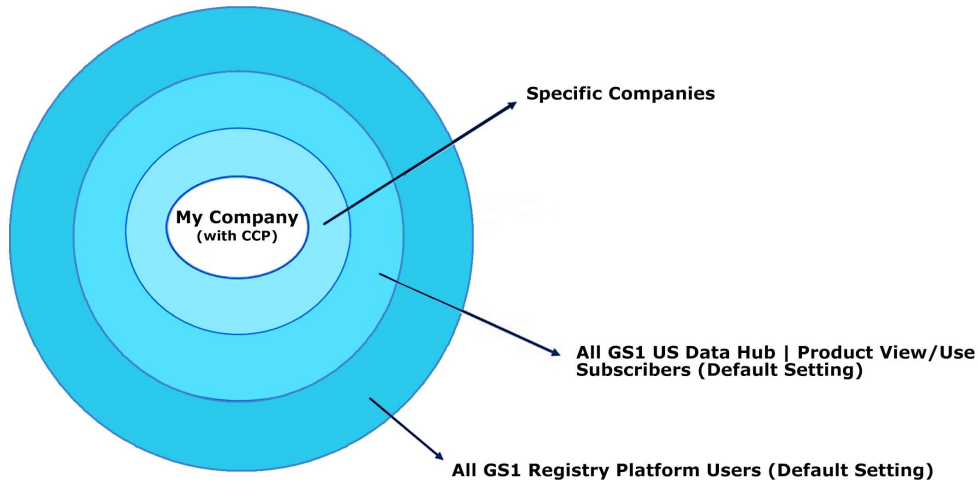 Specific Companies
My Company
(with CCP)
All GS1 US Data Hub | Product View/Use
Subscribers (Default Setting)
All GS1 Registry Platform Users (Default Setting)